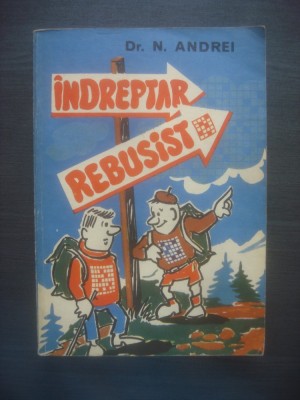 Dr. N. ANDREI
ÎNDREPTAR
REBUSIST